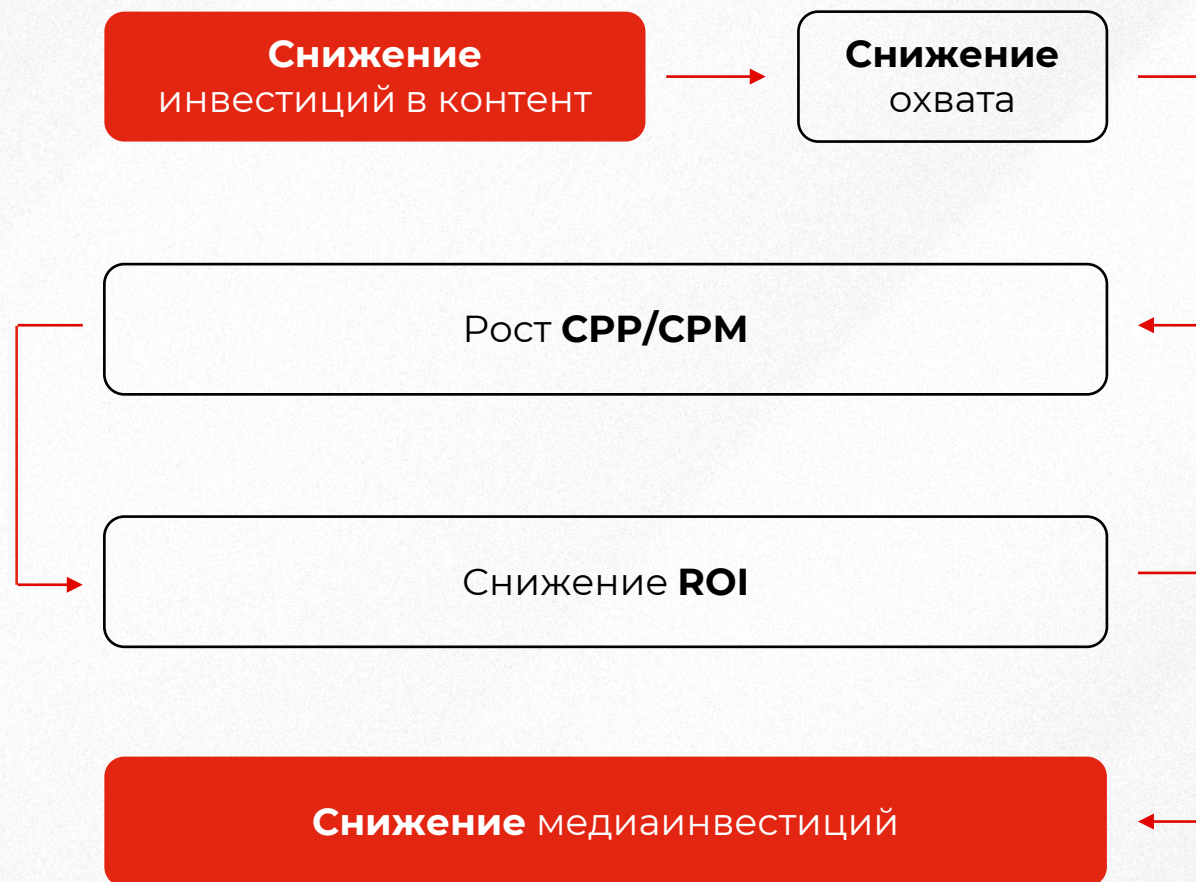 Снижение
инвестиций в контент
Снижение
охвата
Рост CPP/CPM
Снижение ROI
Снижение медиаинвестиций